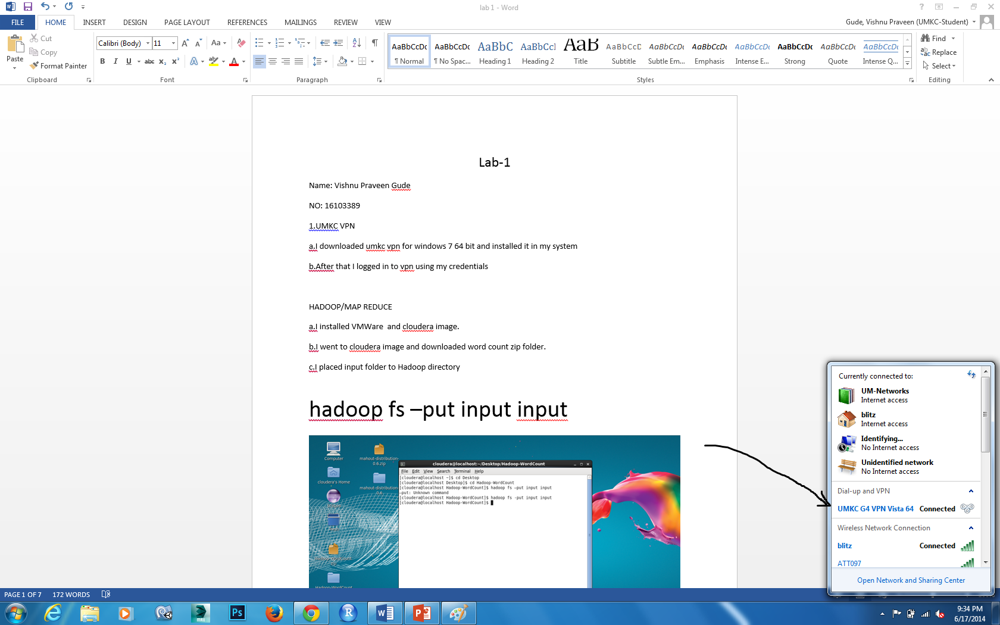 lab 1 - Word
FILE HOME INSERT DESIGN PAGE LAYOUT REFERENCES MAILINGS REVIEW VIEW
Gude, Vishnu Praveen (UMKC-Student)
Paste
Cut
Copy
Format Painter
Clipboard
Calibri (Body) 11
Font
Paragraph
AaBbCcDc AaBbCcDc AaBbC AaBbCcI AaB AaBbCcD AaBbCcDc AaBbCcDc AaBbCcDc AaBbCcDc AaBbCcDc AaBbCcDc
¶ Normal ¶ No Spac... Heading 1 Heading 2 Title Subtitle Subtle Em... Emphasis Intense E... Strong Quote Intense Q...
Styles
Find
Replace
Select
Editing
Lab-1
Name: Vishnu Praveen Gude
NO: 16103389
1.UMKC VPN
a.I downloaded umkc vpn for windows 7 64 bit and installed it in my system
b.After that I logged in to vpn using my credentials
HADOOP/MAP REDUCE
a.I installed VMWare  and cloudera image.
b.I went to cloudera image and downloaded word count zip folder.
c.I placed input folder to Hadoop directory
hadoop fs –put input input
Computer
mahout-distribution-
0.6.zip
cloudera's Home
mahout-distribution-
0.6
Eclipse
Hadoop-WordCount.
zip
Hadoop-WordCount
cloudera@localhost:~/Desktop/Hadoop-WordCount
File Edit View Search Terminal Help
[cloudera@localhost ~]$ cd Desktop
[cloudera@localhost Desktop]$ cd Hadoop-WordCount
[cloudera@localhost Hadoop-WordCount]$ hadoop fs –put input input
–put: Unknown command
[cloudera@localhost Hadoop-WordCount]$ hadoop fs -put input input
[cloudera@localhost Hadoop-WordCount]$
Currently connected to:
UM-Networks
Internet access
blitz
Internet access
Identifying...
No Internet access
Unidentified network
No Internet access
Dial-up and VPN
UMKC G4 VPN Vista 64 Connected
Wireless Network Connection
blitz Connected
ATT097
Open Network and Sharing Center
PAGE 1 OF 7 172 WORDS
9:34 PM
6/17/2014